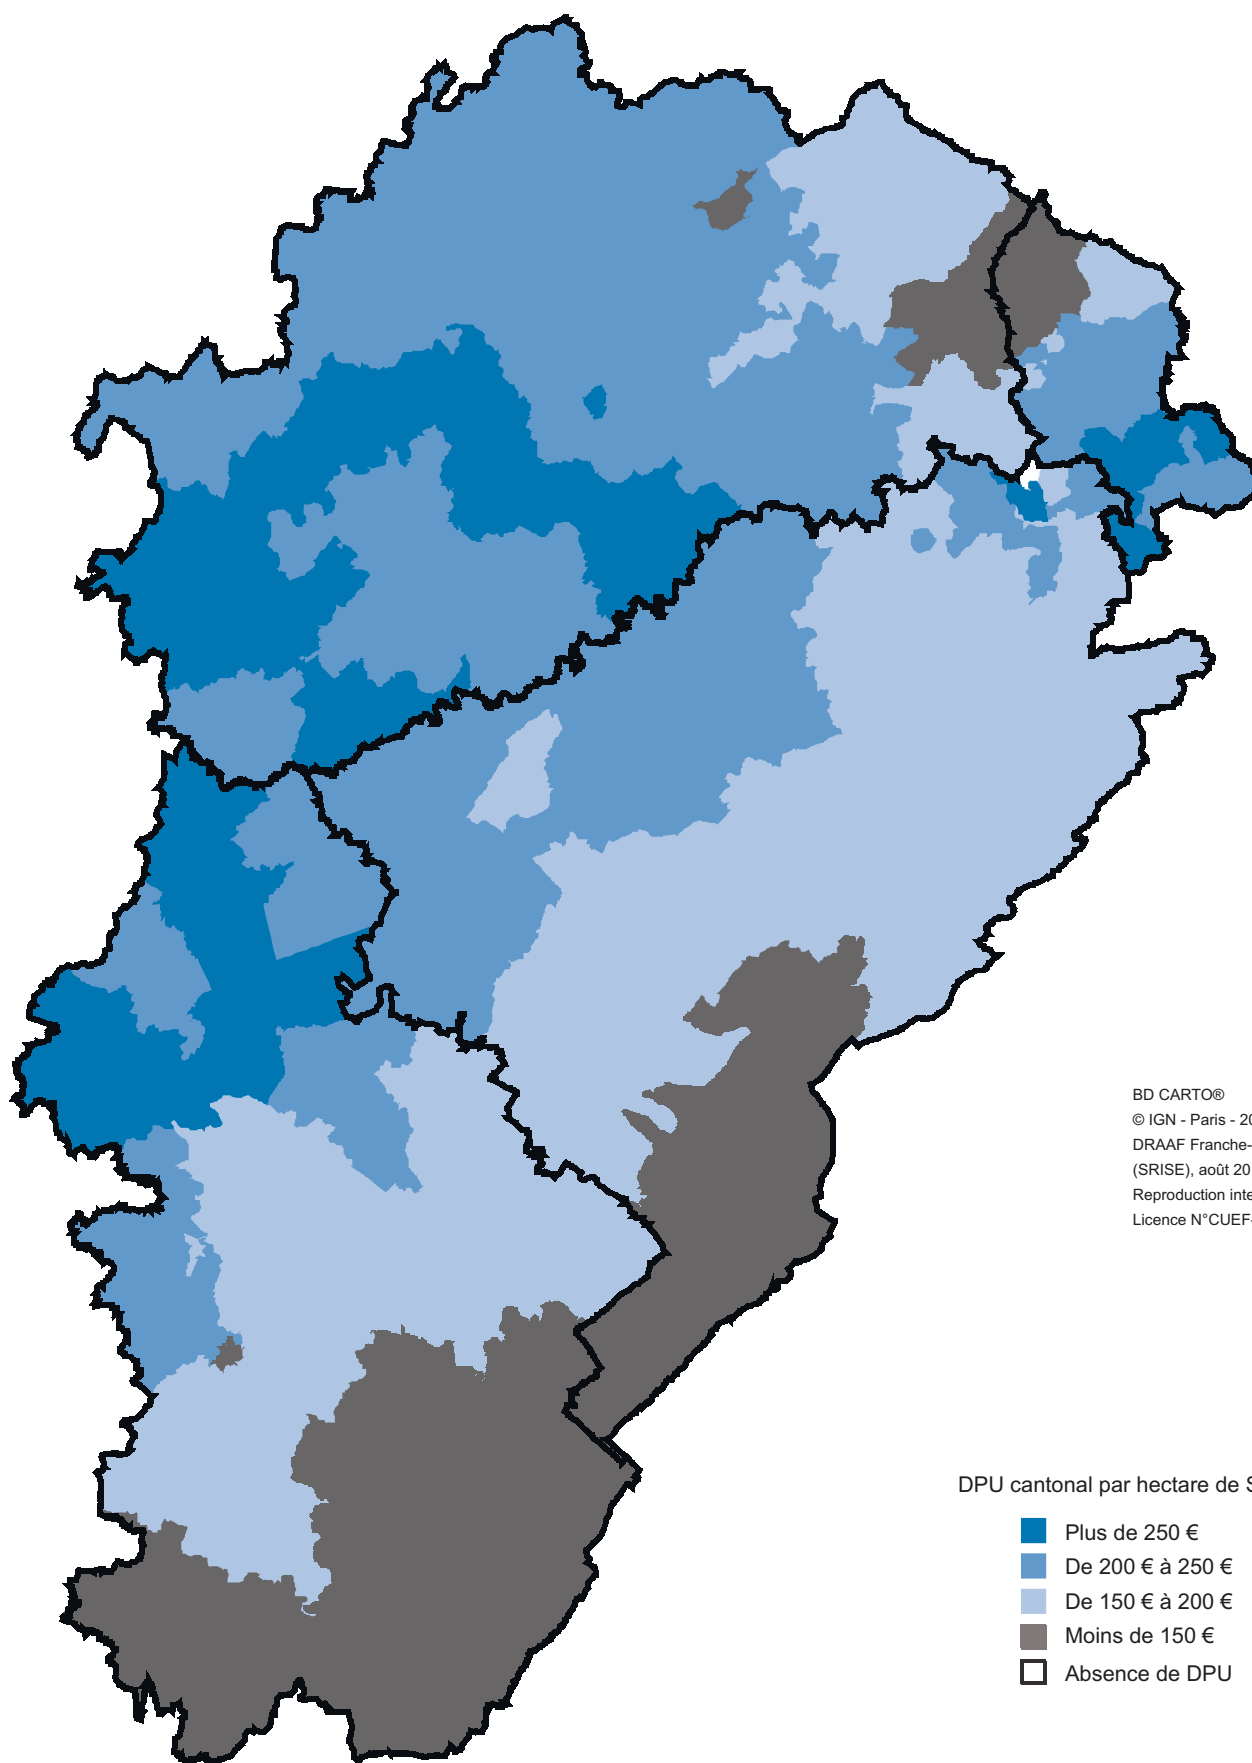 BD CARTO®
© IGN - Paris - 20
DRAAF Franche-
(SRISE), août 20
Reproduction inte
Licence N°CUEF-
DPU cantonal par hectare de S
Plus de 250 €
De 200 € à 250 €
De 150 € à 200 €
Moins de 150 €
Absence de DPU